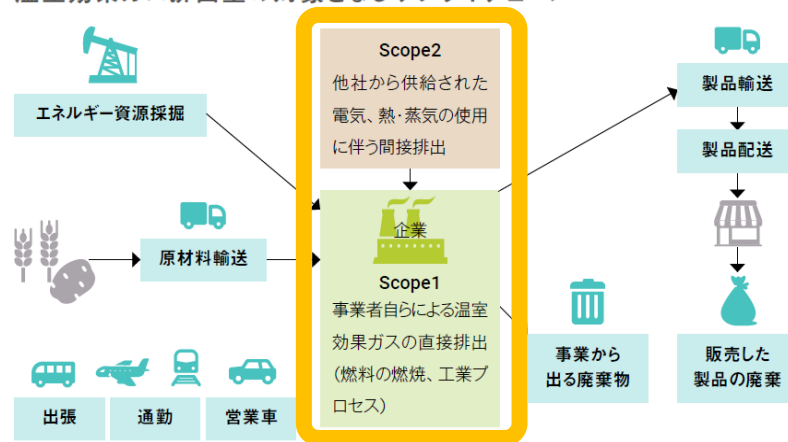 Scope2
他社から供給された
電気、熱・蒸気の使用
に伴う間接排出
エネルギー資源採掘
製品輸送
製品配送
企業
原材料輸送
Scope1
事業者自らによる温室
効果ガスの直接排出
(燃料の燃焼、工業プ
ロセス)
事業から
出る廃棄物
販売した
製品の廃棄
出張
通勤
営業車